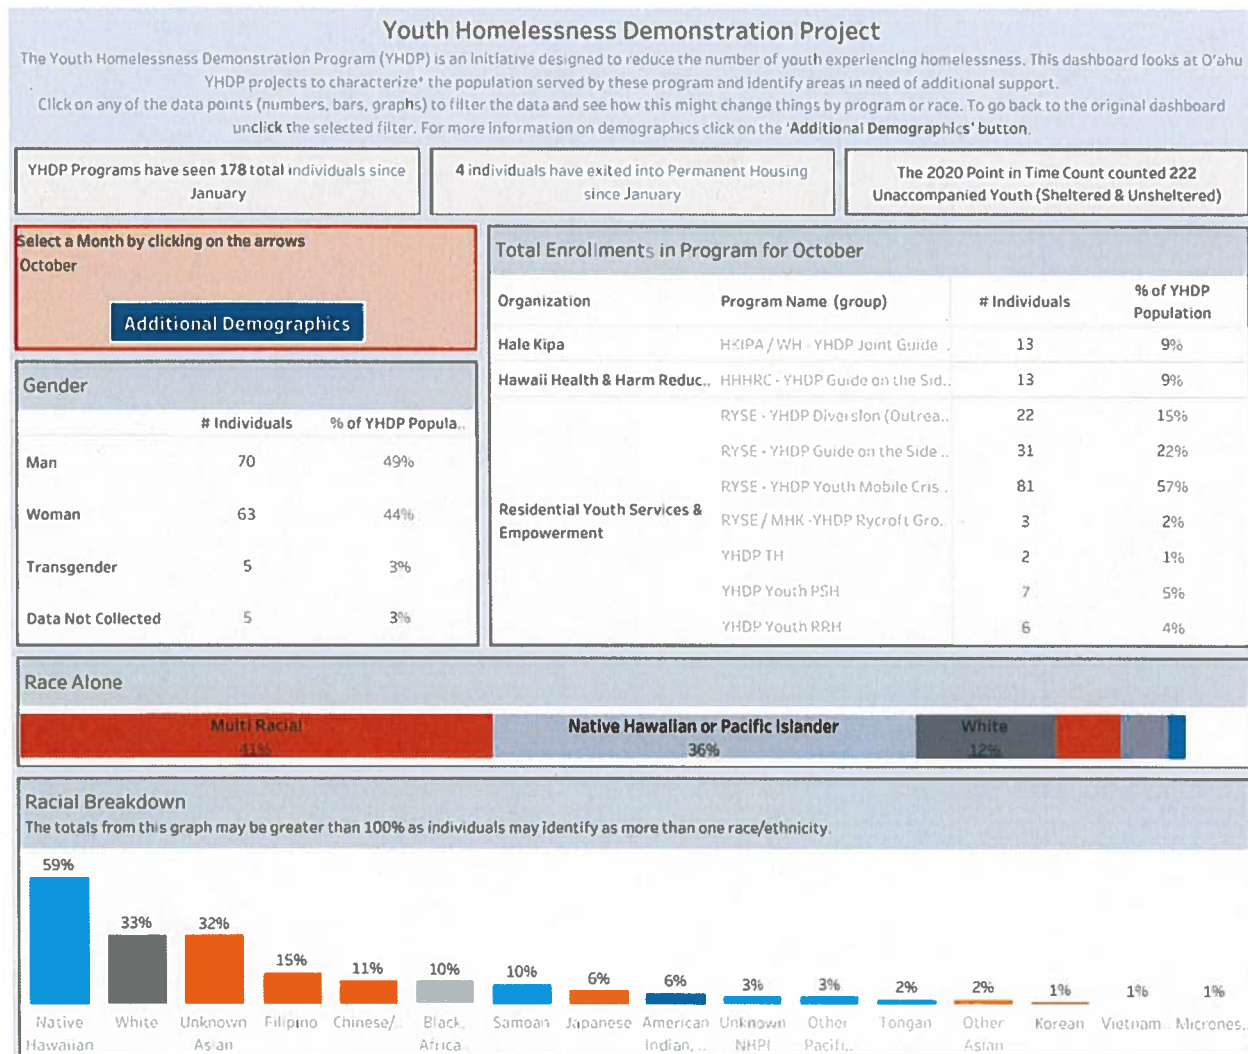 Youth Homelessness Demonstration Project
The Youth Homelessness Demonstration Program (YHDP) is an initiative designed to reduce the number of youth experiencing homelessness. This dashboard looks at O'ahu
YHDP projects to characterize* the population served by these program and identify areas in need of additional support.
Click on any of the data points (numbers, bars, graphs) to filter the data and see how this might change things by program or race. To go back to the original dashboard
unclick the selected filter. For more information on demographics click on the 'Additional Demographics' button.
YHDP Programs have seen 178 total individuals since
January
4 individuals have exited into Permanent Housing
since January
The 2020 Point in Time Count counted 222
Unaccompanied Youth (Sheltered & Unsheltered)
Select a Month by clicking on the arrows
October
Additional Demographics
Gender
# Individuals % of YHDP Popula..
Man 70 49%
Woman 63 44%
Transgender 5 3%
Data Not Collected 5 3%
Total Enrollments in Program for October
Organization Program Name (group) # Individuals % of YHDP Population
Hale Kipa HKIPA / WH - YHDP Joint Guide .. 13 9%
Hawaii Health & Harm Reduc.. HHHRC - YHDP Guide on the Sid.. 13 9%
Residential Youth Services & Empowerment
RYSE - YHDP Diversion (Outrea.. 22 15%
RYSE - YHDP Guide on the Side .. 31 22%
RYSE - YHDP Youth Mobile Cris.. 81 57%
RYSE / MHK -YHDP Rycroft Gro.. 3 2%
YHDP TH 2 1%
YHDP Youth PSH 7 5%
YHDP Youth RRH 6 4%
Race Alone
Multi Racial Native Hawaiian or Pacific Islander White
41% 36% 12%
Racial Breakdown
The totals from this graph may be greater than 100% as individuals may identify as more than one race/ethnicity
59% 33% 32% 15% 11% 10% 10% 6% 6% 3% 3% 2% 2% 1% 1% 1%
Native White Unknown Filipino Chinese/.. Black, Samoan Japanese American Unknown Other Tongan Other Korean Vietnam.. Micrones..
Hawaiian Asian Africa.. Indian, .. NHPI Pacifi.. Asian